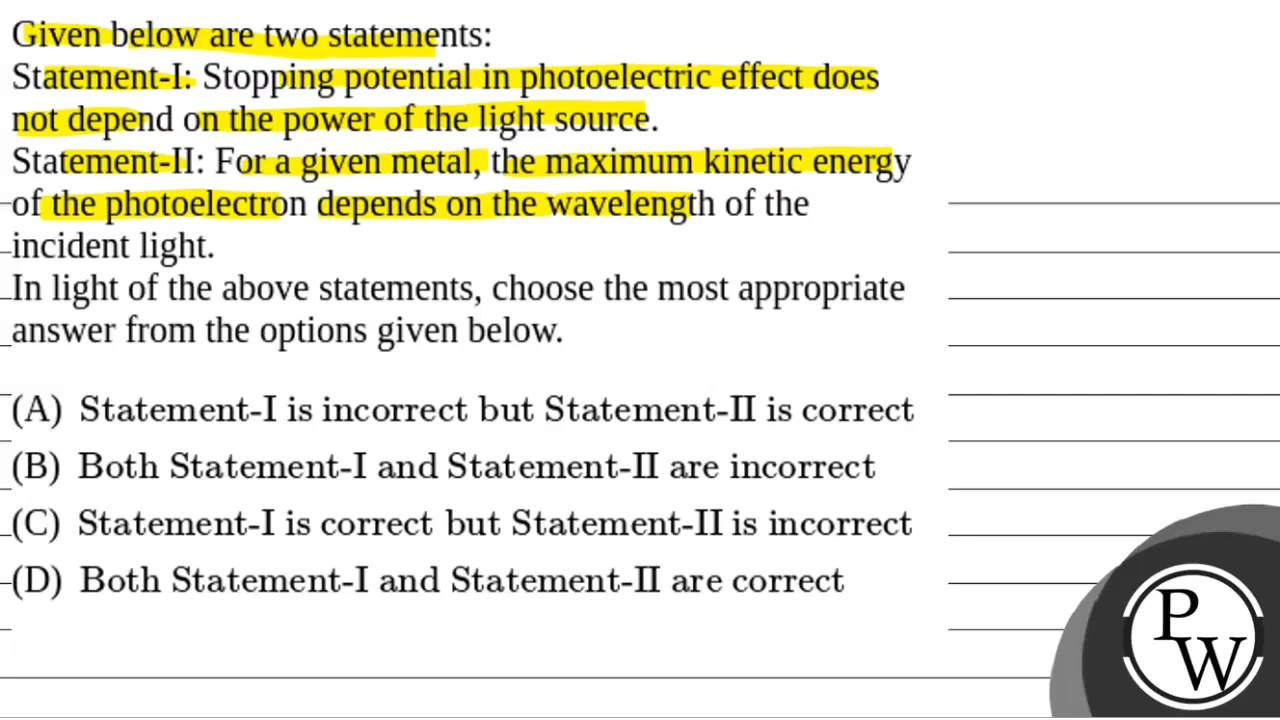 Given below are two statements:
Statement-I: Stopping potential in photoelectric effect does
not depend on the power of the light source.
Statement-II: For a given metal, the maximum kinetic energy
of the photoelectron depends on the wavelength of the
incident light.
In light of the above statements, choose the most appropriate
answer from the options given below.
(A) Statement-I is incorrect but Statement-II is correct
(B) Both Statement-I and Statement-II are incorrect
(C) Statement-I is correct but Statement-II is incorrect
(D) Both Statement-I and Statement-II are correct
P
W